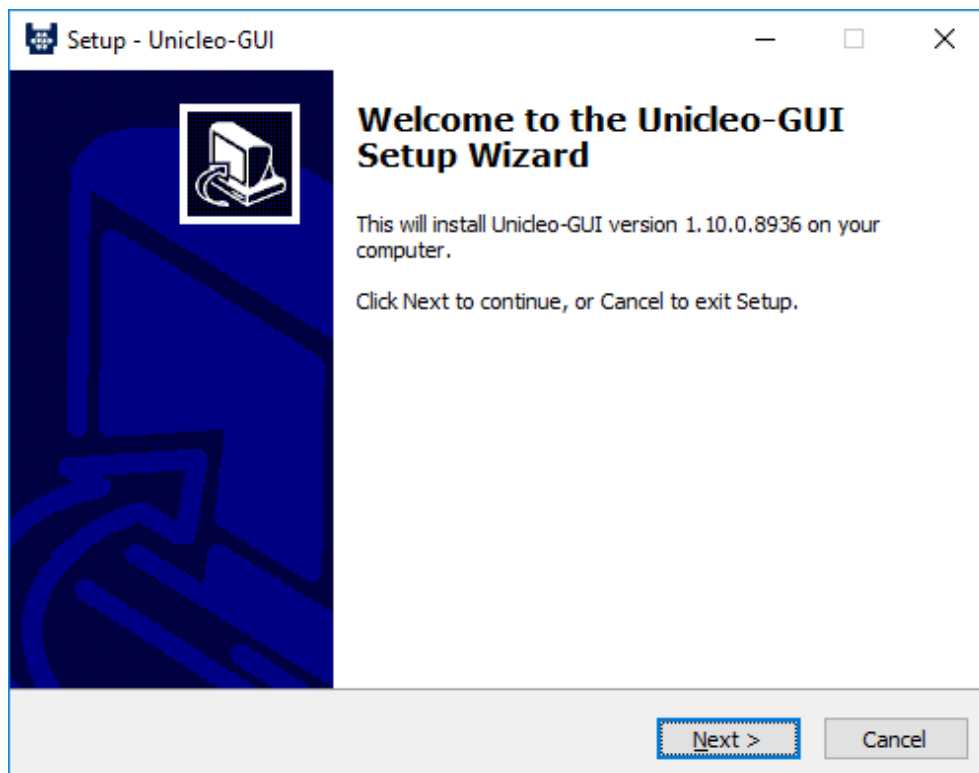 Setup - Unicleo-GUI
Welcome to the Unicleo-GUI
Setup Wizard
This will install Unicleo-GUI version 1.10.0.8936 on your
computer.
Click Next to continue, or Cancel to exit Setup.
Next >
Cancel